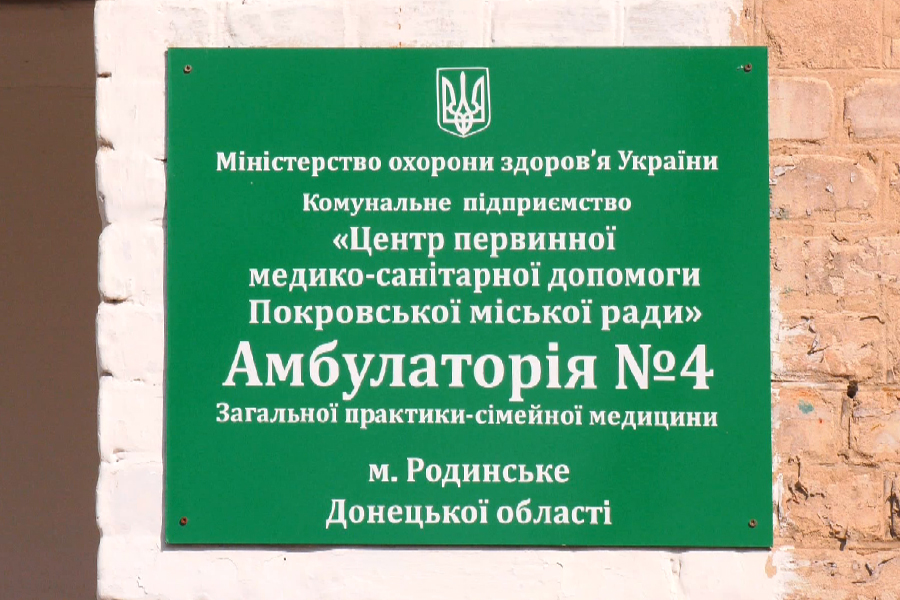 Міністерство охорони здоров’я України
Комунальне підприємство
«Центр первинної
медико-санітарної допомоги
Покровської міської ради»
Амбулаторія №4
Загальної практики-сімейної медицини
м. Родинське
Донецької області